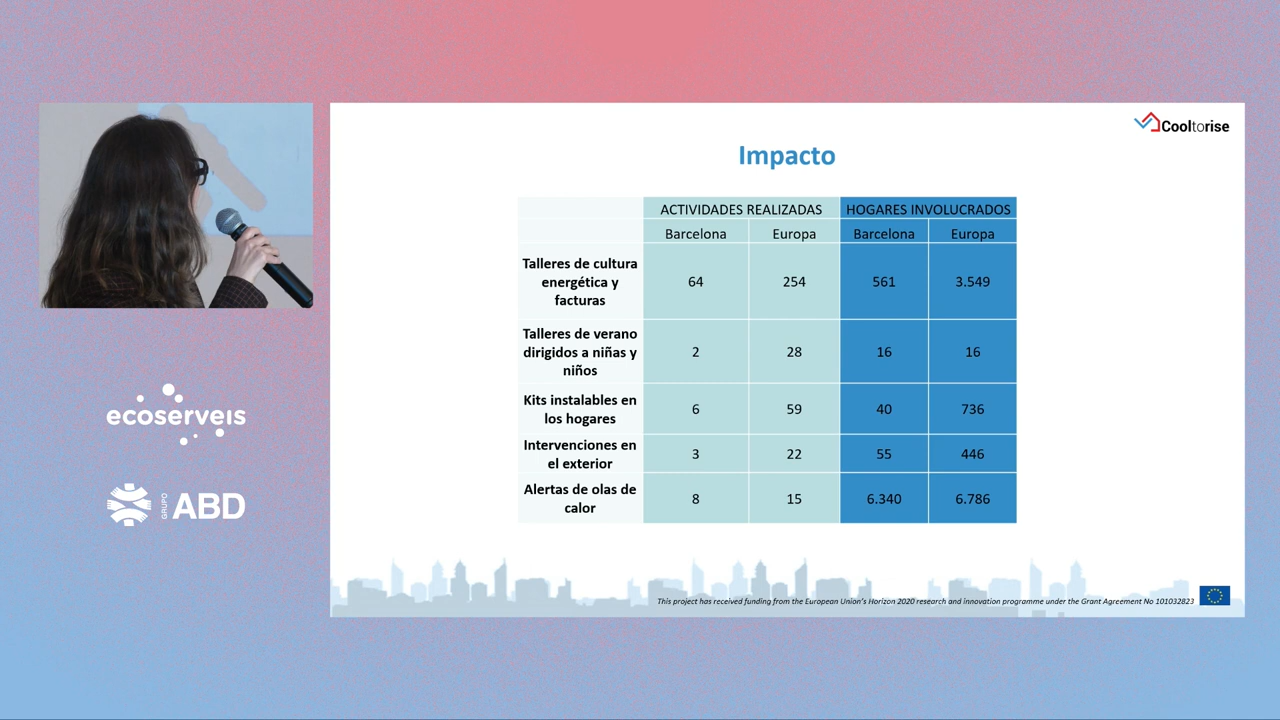 Cooltorise
Impacto
ACTIVIDADES REALIZADAS HOGARES INVOLUCRADOS
Barcelona Europa Barcelona Europa
Talleres de cultura
energética y
facturas
64 254 561 3.549
Talleres de verano
dirigidos a niñas y
niños
2 28 16 16
Kits instalables en
los hogares
6 59 40 736
Intervenciones en
el exterior
3 22 55 446
Alertas de olas de
calor
8 15 6.340 6.786
This project has received funding from the European Union's Horizon 2020 research and innovation programme under the Grant Agreement No 101032823
ecoserveis
GRUPO ABD